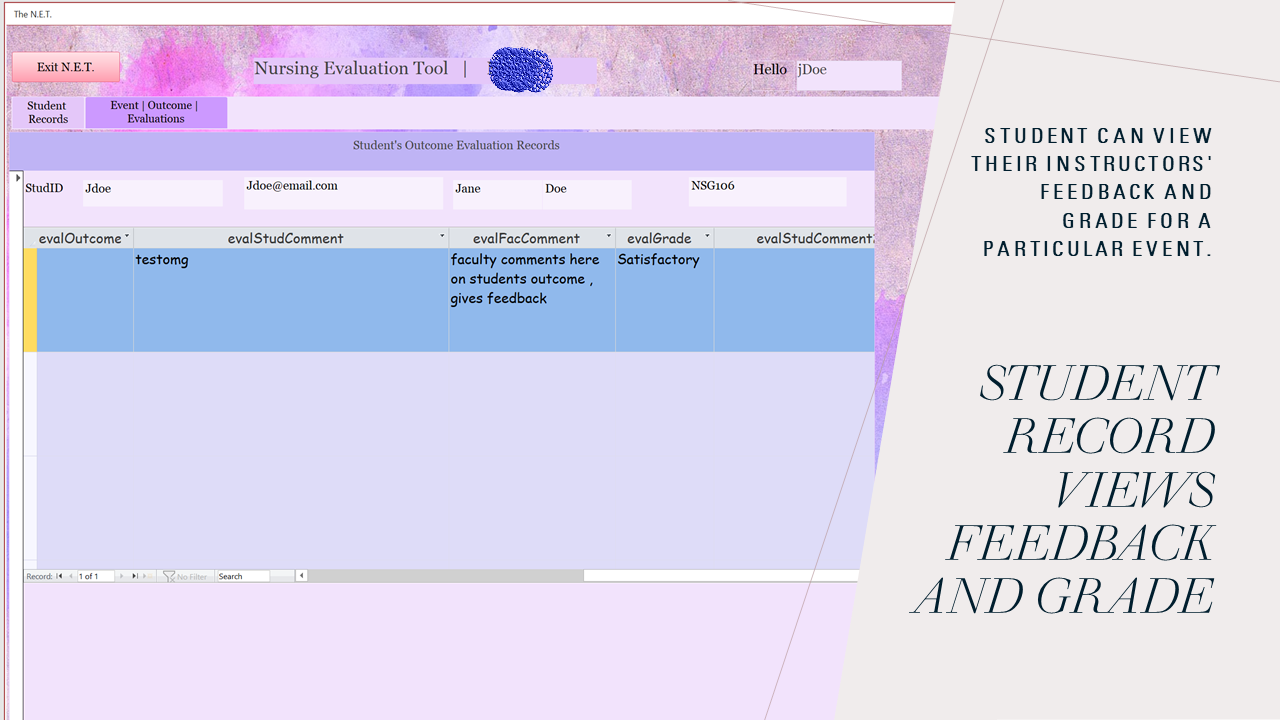 The N.E.T.
Exit N.E.T.
Nursing Evaluation Tool |
Hello jDoe
Student
Records
Event | Outcome |
Evaluations
Student's Outcome Evaluation Records
StudID Jdoe Jdoe@email.com Jane Doe NSG106
evalOutcome evalStudComment evalFacComment evalGrade evalStudComment
testomg
faculty comments here
on students outcome ,
gives feedback
Satisfactory
Record: 1 of 1 No Filter Search
STUDENT CAN VIEW
THEIR INSTRUCTORS'
FEEDBACK AND
GRADE FOR A
PARTICULAR EVENT.
STUDENT
RECORD
VIEWS
FEEDBACK
AND GRADE